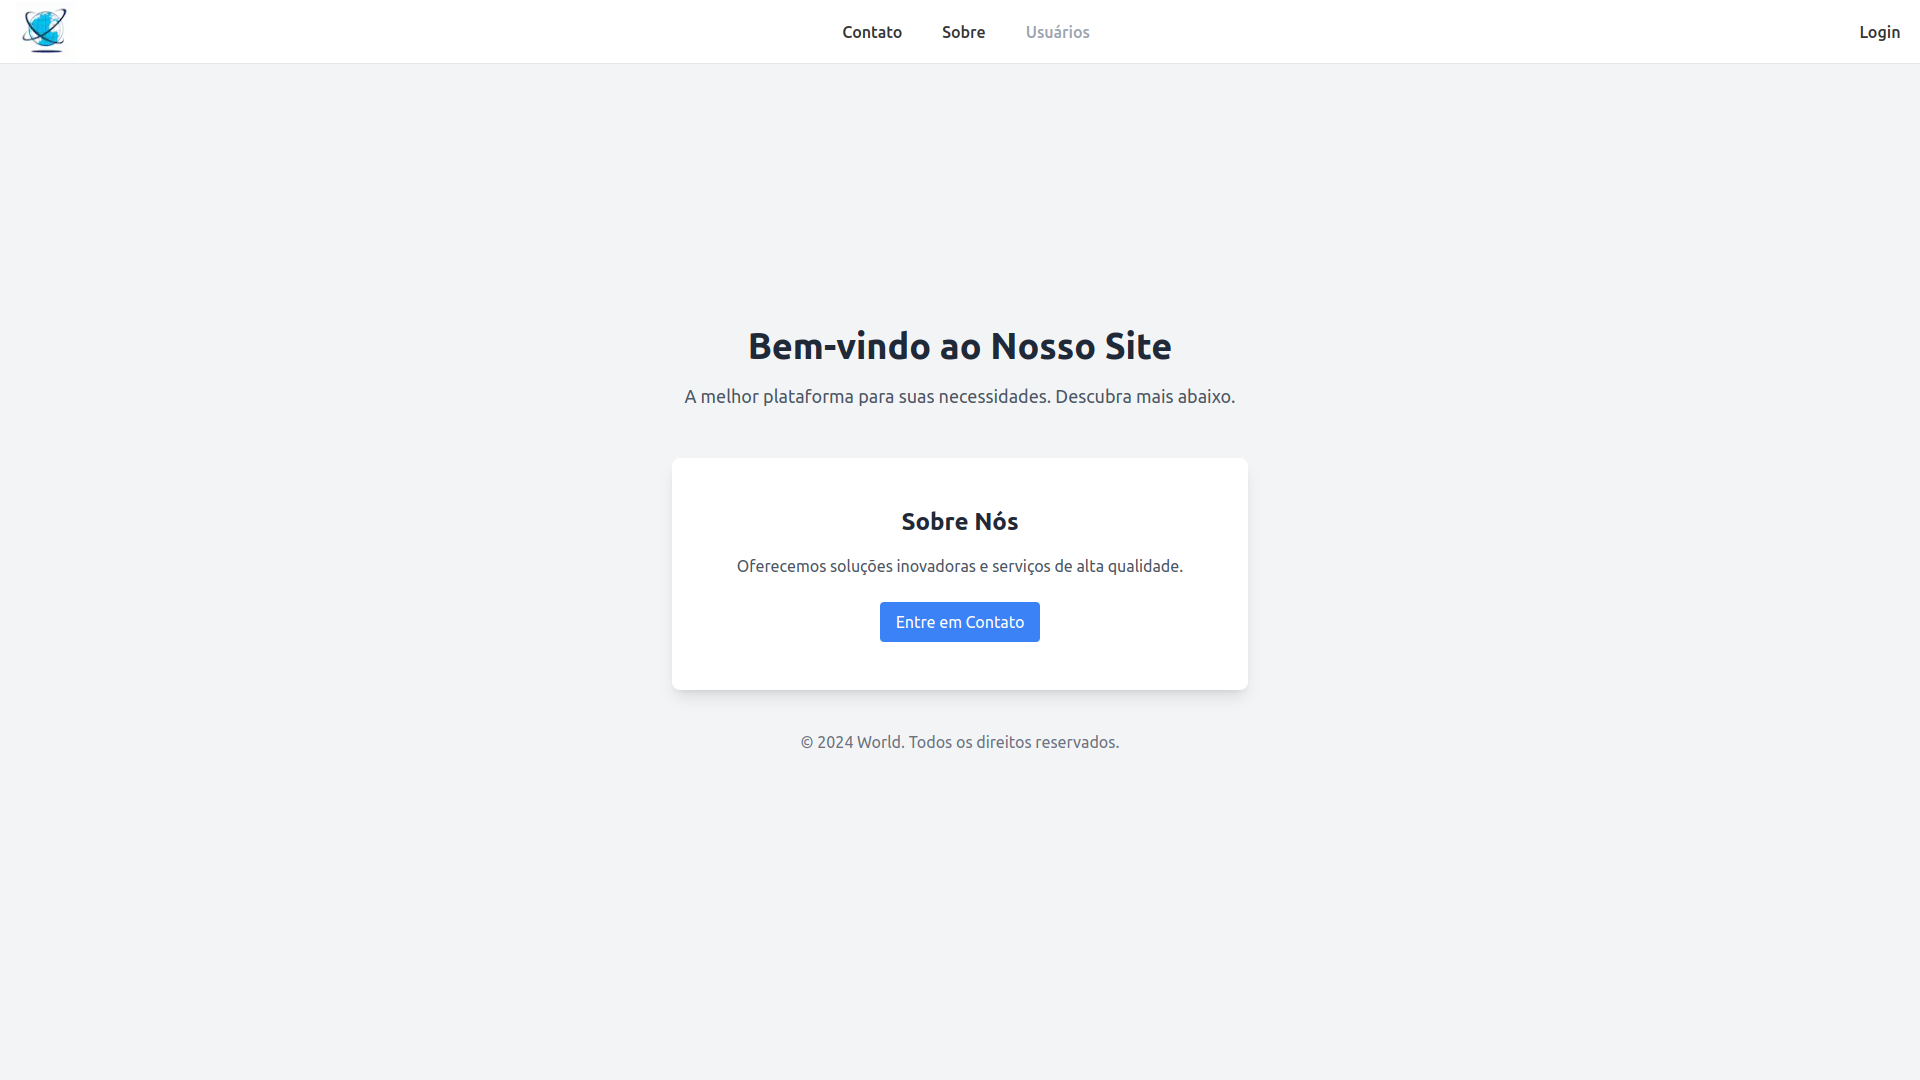 Contato
Sobre
Usuários
Login
Bem-vindo ao Nosso Site
A melhor plataforma para suas necessidades. Descubra mais abaixo.
Sobre Nós
Oferecemos soluções inovadoras e serviços de alta qualidade.
Entre em Contato
© 2024 World. Todos os direitos reservados.